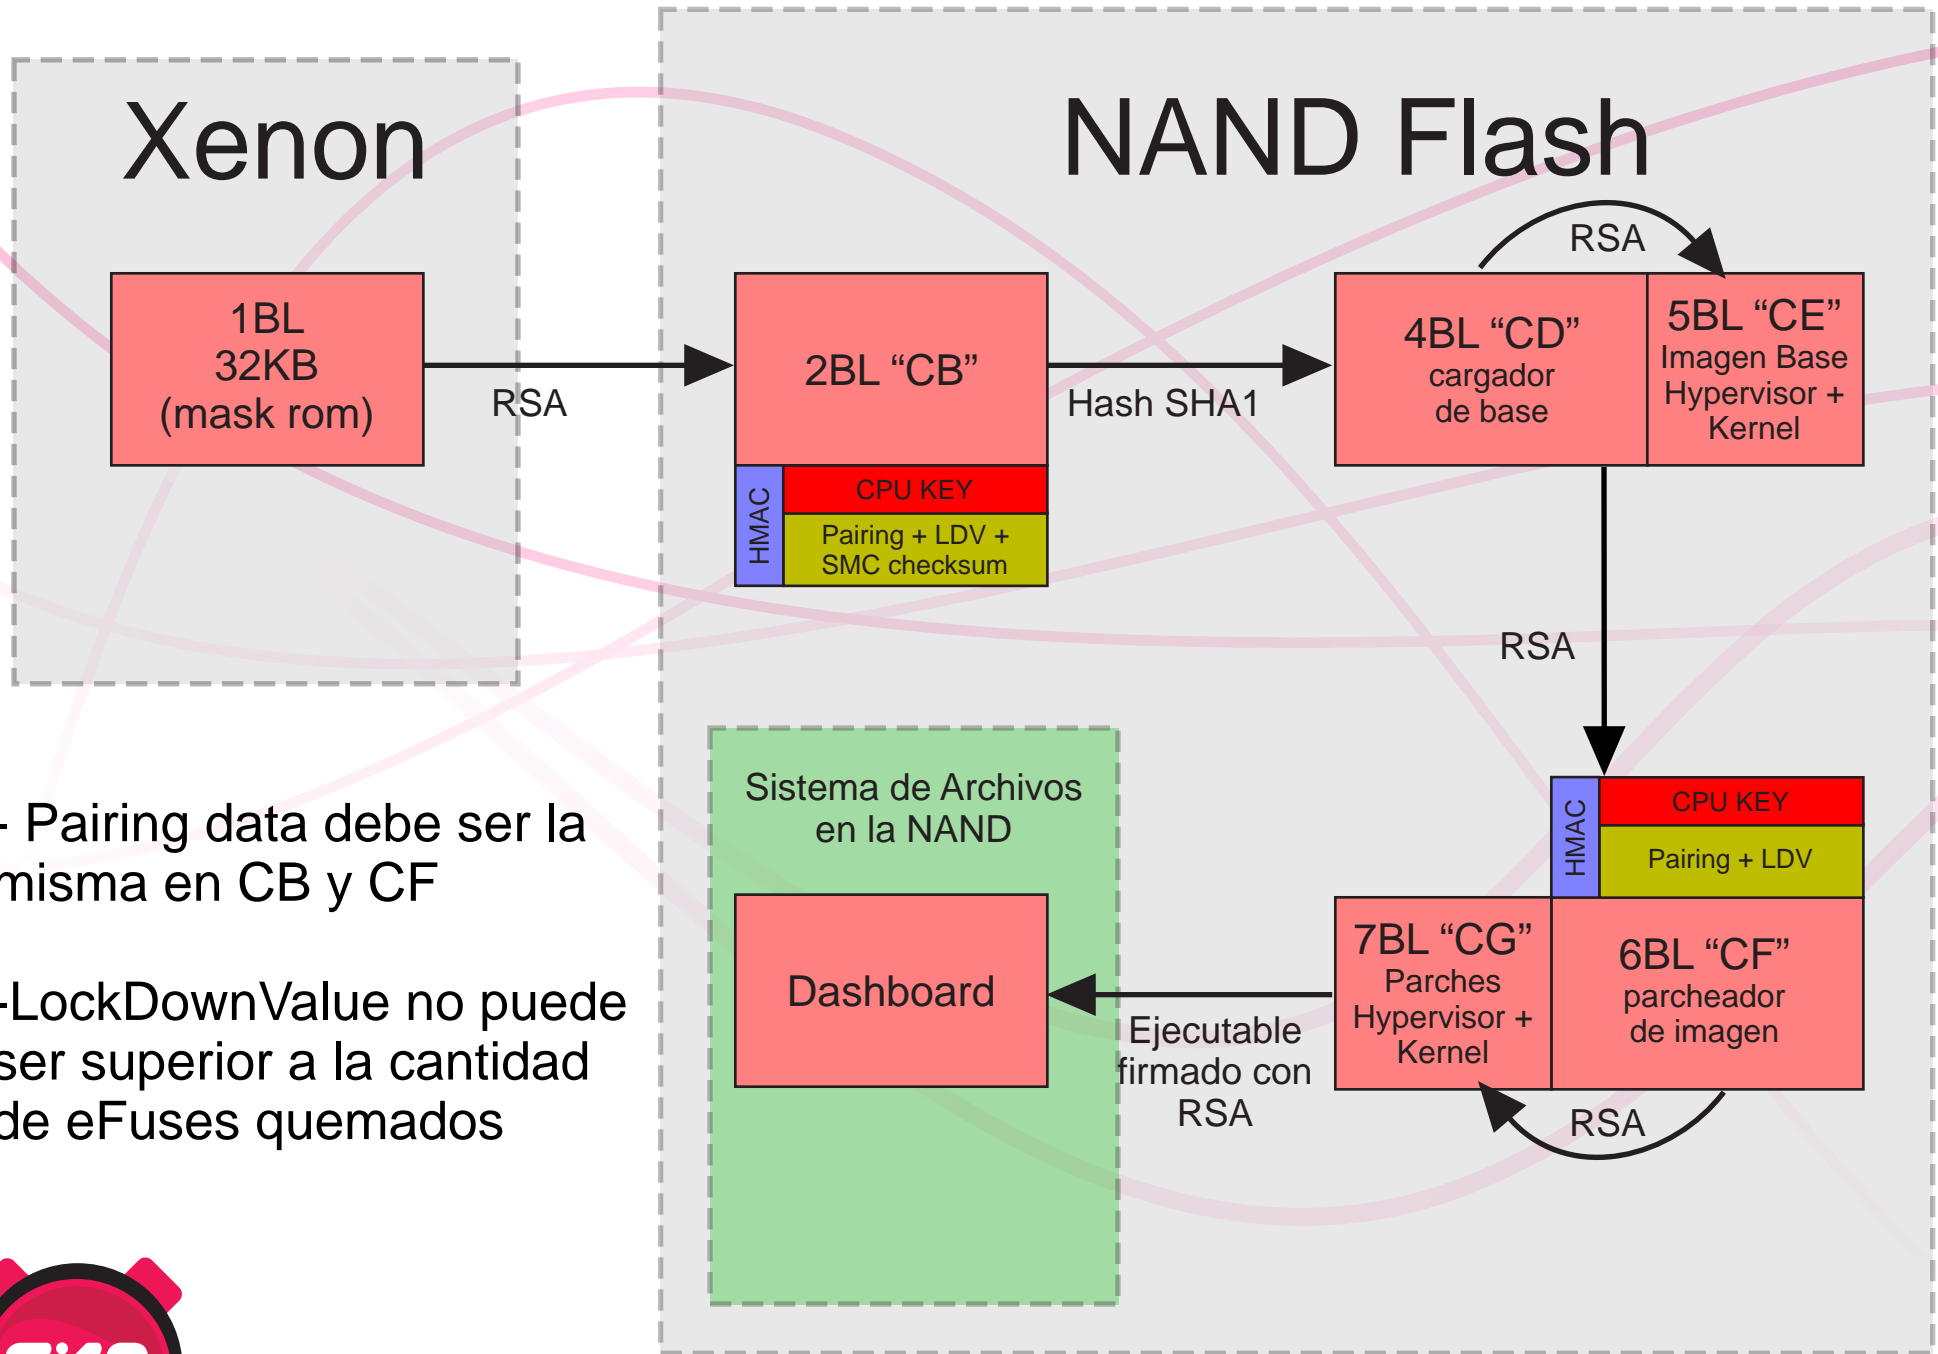 Xenon
1BL
32KB
(mask rom)
RSA
NAND Flash
2BL “CB”
HMAC
CPU KEY
Pairing + LDV +
SMC checksum
Hash SHA1
RSA
4BL “CD”
cargador
de base
5BL “CE”
Imagen Base
Hypervisor +
Kernel
RSA
HMAC
CPU KEY
Pairing + LDV
6BL “CF”
parcheador
de imagen
7BL “CG”
Parches
Hypervisor +
Kernel
RSA
Ejecutable
firmado con
RSA
Sistema de Archivos
en la NAND
Dashboard
- Pairing data debe ser la
misma en CB y CF
-LockDownValue no puede
ser superior a la cantidad
de eFuses quemados